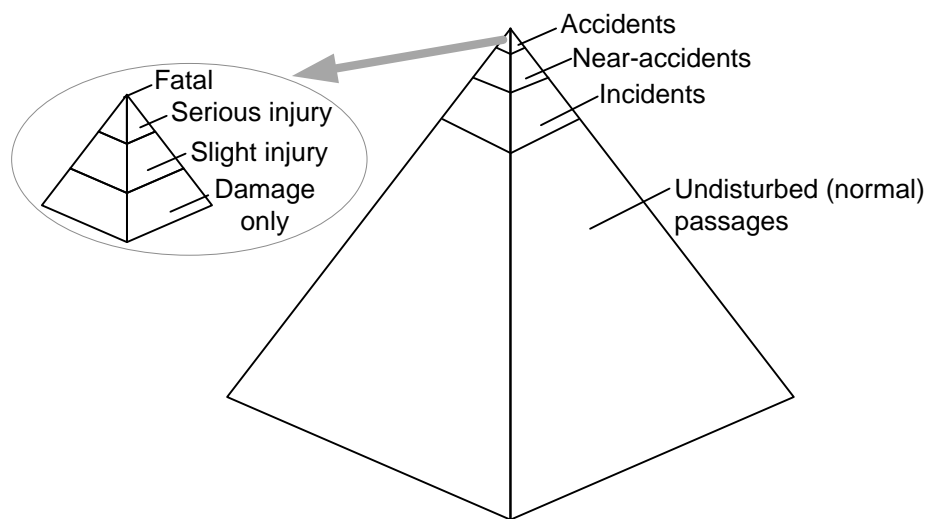 Accidents
Near-accidents
Incidents
Undisturbed (normal)
passages
Fatal
Serious injury
Slight injury
Damage
only